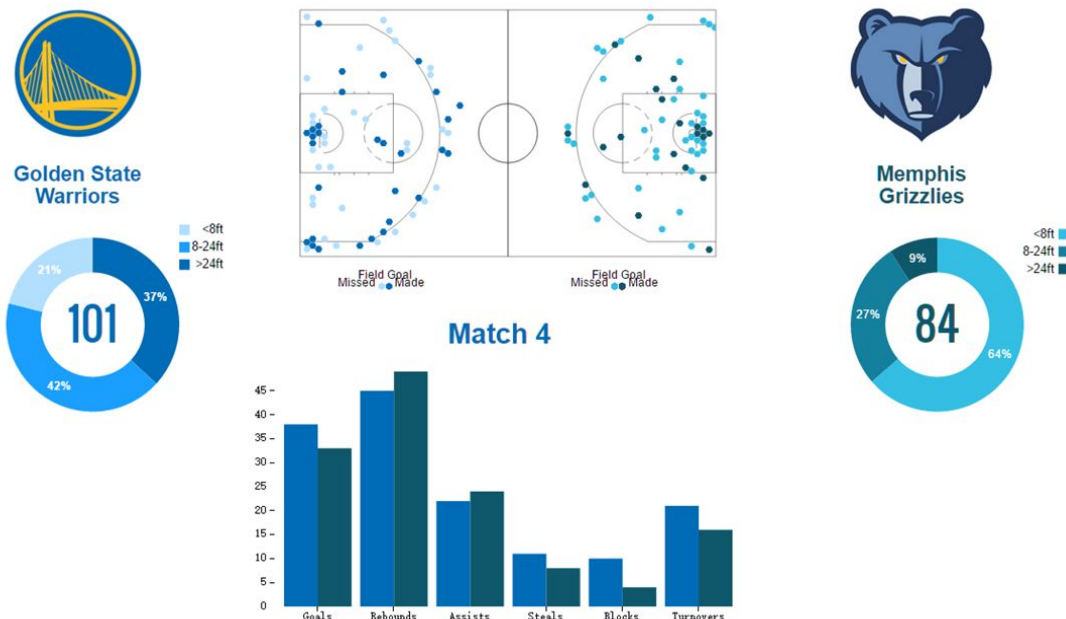 Golden State
Warriors
<8ft
8-24ft
>24ft
21%
37%
42%
101
Field Goal
Missed Made
Field Goal
Missed Made
Memphis
Grizzlies
<8ft
8-24ft
>24ft
9%
27%
64%
84
Match 4
45
40
35
30
25
20
15
10
5
0
Goals Rebounds Assists Steals Blocks Turnovers